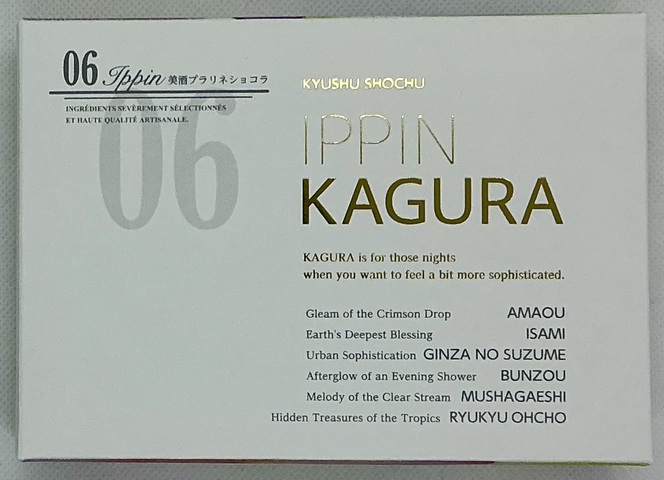 06 Ippin 美酒プラリネショコラ
INGRÉDIENTS SEVÈREMENT SÉLECTIONNÉS
ET HAUTE QUALITÉ ARTISANALE.
06
KYUSHU SHOCHU
IPPIN
KAGURA
KAGURA is for those nights
when you want to feel a bit more sophisticated.
Gleam of the Crimson Drop AMAOU
Earth's Deepest Blessing ISAMI
Urban Sophistication GINZA NO SUZUME
Afterglow of an Evening Shower BUNZOU
Melody of the Clear Stream MUSHAGAESHI
Hidden Treasures of the Tropics RYUKYU OHCHO